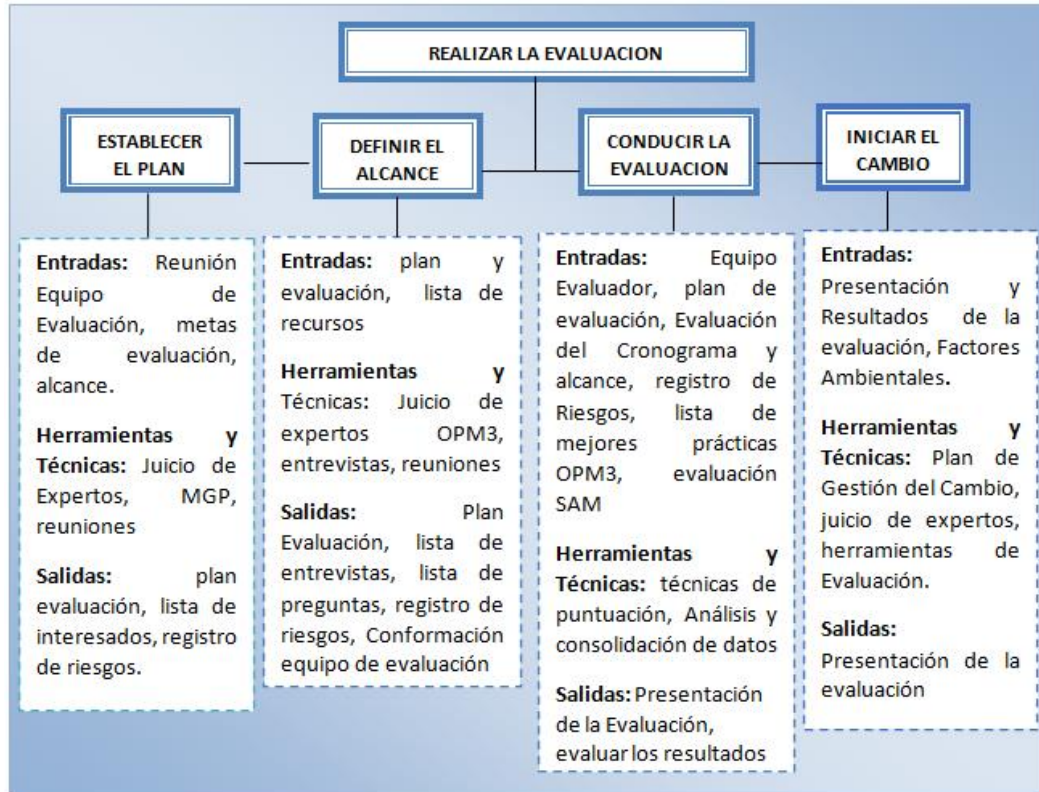 REALIZAR LA EVALUACION
ESTABLECER
EL PLAN
DEFINIR EL
ALCANCE
CONDUCIR LA
EVALUACION
INICIAR EL
CAMBIO
Entradas: Reunión
Equipo de
Evaluación, metas
de evaluación,
alcance.
Herramientas y
Técnicas: Juicio de
Expertos, MGP,
reuniones
Salidas: plan
evaluación, lista de
interesados, registro
de riesgos.
Entradas: plan y
evaluación, lista de
recursos
Herramientas y
Técnicas: Juicio de
expertos OPM3,
entrevistas, reuniones
Salidas: Plan
Evaluación, lista de
entrevistas, lista de
preguntas, registro de
riesgos, Conformación
equipo de evaluación
Entradas: Equipo
Evaluador, plan de
evaluación, Evaluación
del Cronograma y
alcance, registro de
Riesgos, lista de
mejores prácticas
OPM3, evaluación
SAM
Herramientas y
Técnicas: técnicas de
puntuación, Análisis y
consolidación de datos
Salidas: Presentación
de la Evaluación,
evaluar los resultados
Entradas:
Presentación y
Resultados de la
evaluación, Factores
Ambientales.
Herramientas y
Técnicas: Plan de
Gestión del Cambio,
juicio de expertos,
herramientas de
Evaluación.
Salidas:
Presentación de la
evaluación